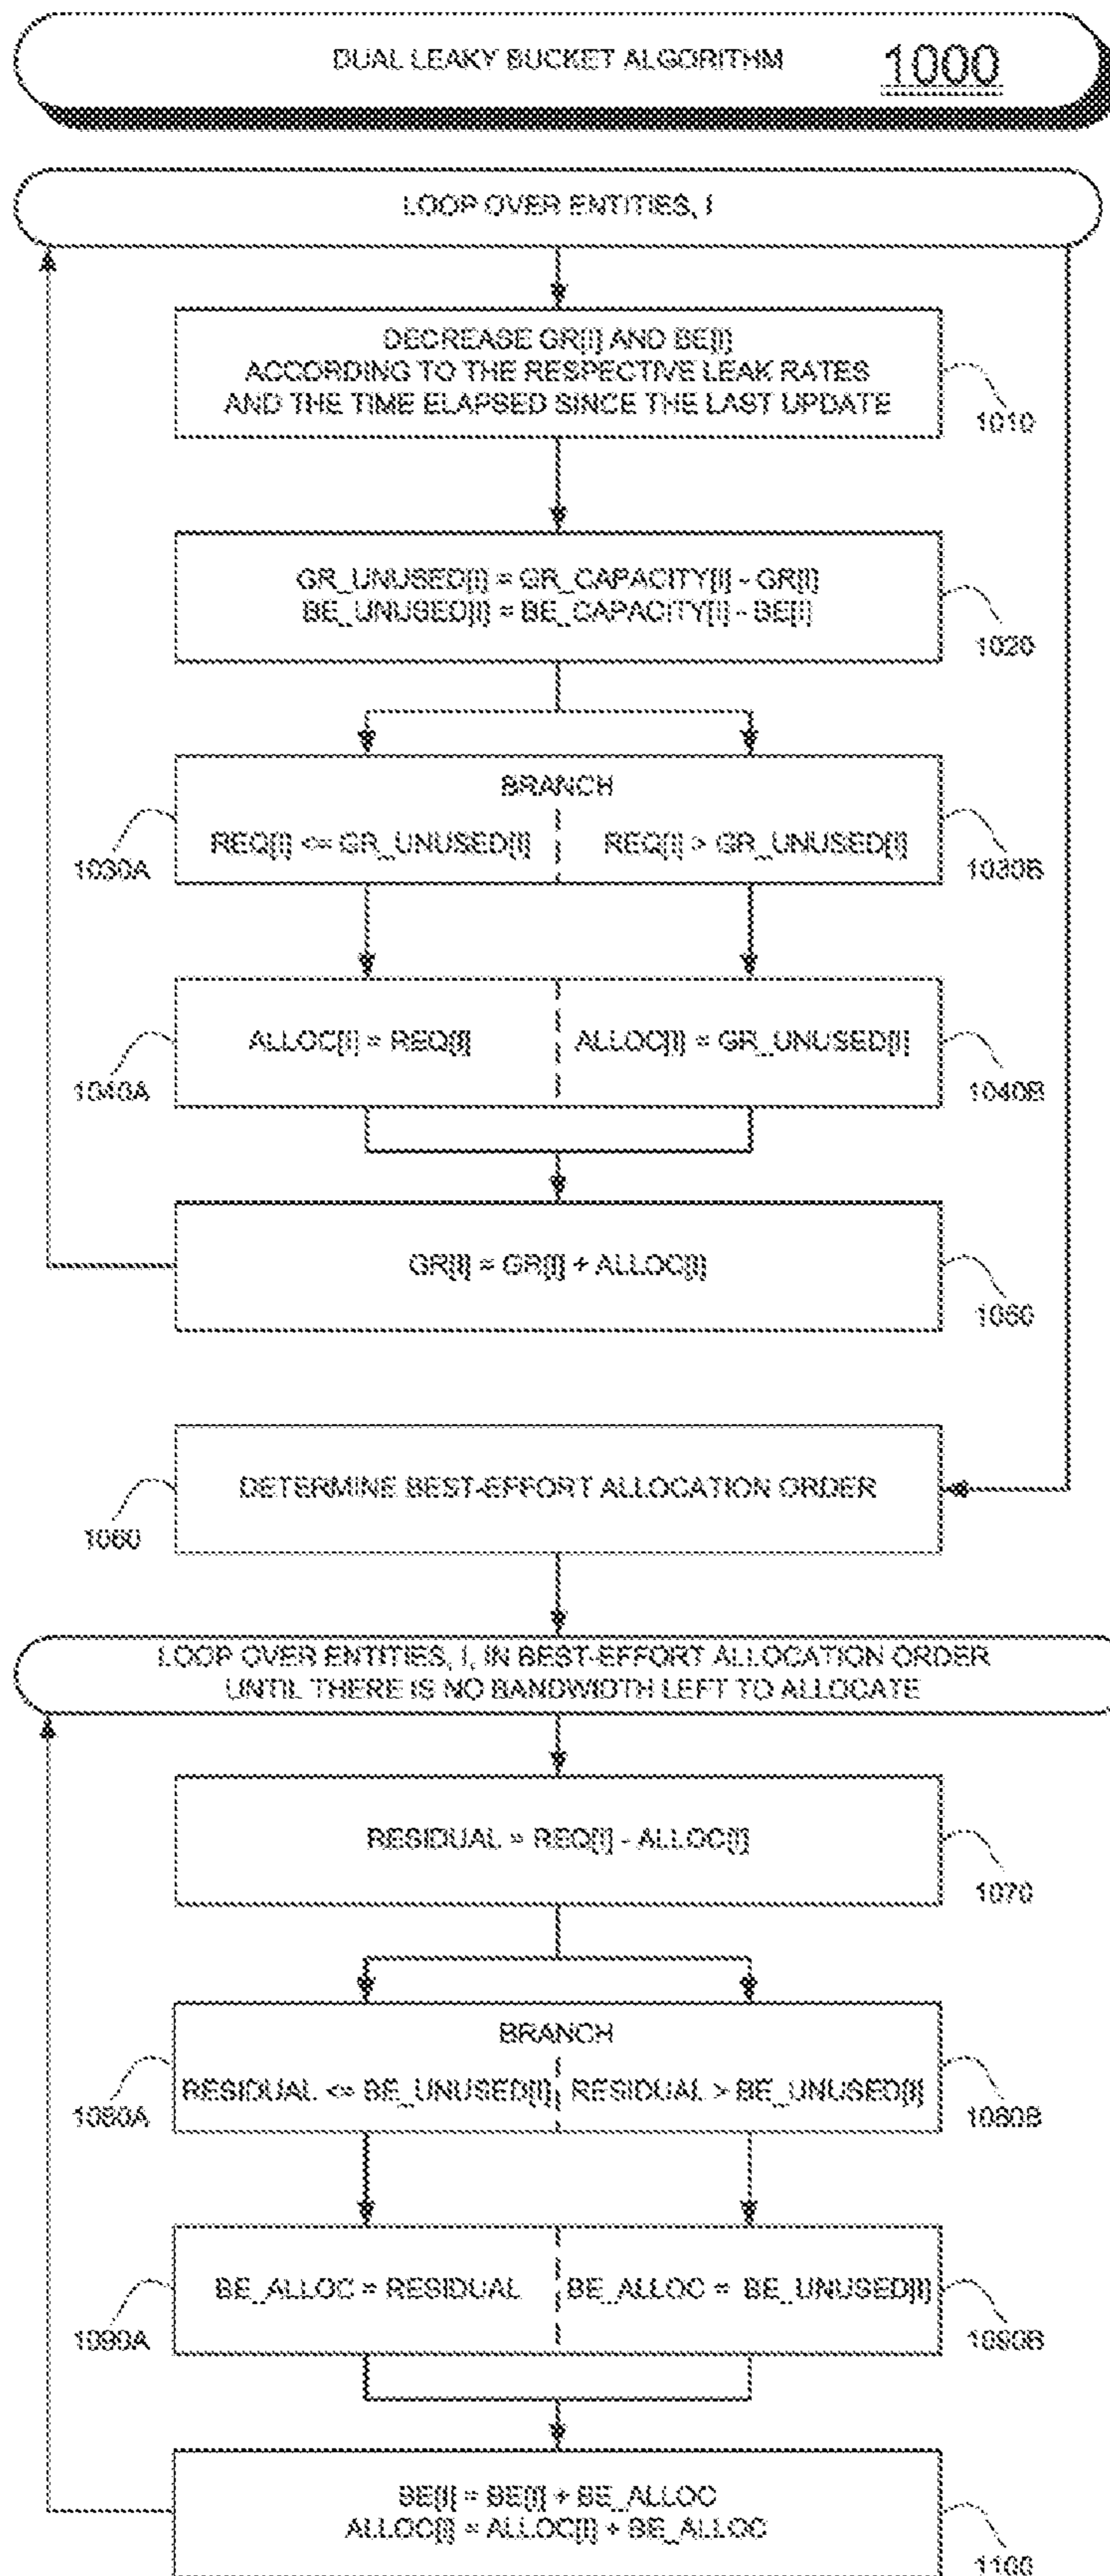 DUAL LEAKY BUCKET ALGORITHM 1000
LOOP OVER ENTITIES, I
DECREASE GR[I] AND BE[I]
ACCORDING TO THE RESPECTIVE LEAK RATES
AND THE TIME ELAPSED SINCE THE LAST UPDATE
1010
GR_UNUSED[I] = GR_CAPACITY[I] - GR[I]
BE_UNUSED[I] = BE_CAPACITY[I] - BE[I]
1020
BRANCH
REQ[I] <= GR_UNUSED[I] REQ[I] > GR_UNUSED[I]
1030A 1030B
ALLOC[I] = REQ[I] ALLOC[I] = GR_UNUSED[I]
1040A 1040B
GR[I] = GR[I] + ALLOC[I]
DETERMINE BEST-EFFORT ALLOCATION ORDER
1060
LOOP OVER ENTITIES, I, IN BEST-EFFORT ALLOCATION ORDER
UNTIL THERE IS NO BANDWIDTH LEFT TO ALLOCATE
RESIDUAL = REQ[I] - ALLOC[I]
1070
BRANCH
RESIDUAL <= BE_UNUSED[I] RESIDUAL > BE_UNUSED[I]
1080A 1080B
BE_ALLOC = RESIDUAL BE_ALLOC = BE_UNUSED[I]
1090A 1090B
BE[I] = BE[I] + BE_ALLOC
ALLOC[I] = ALLOC[I] + BE_ALLOC
1100